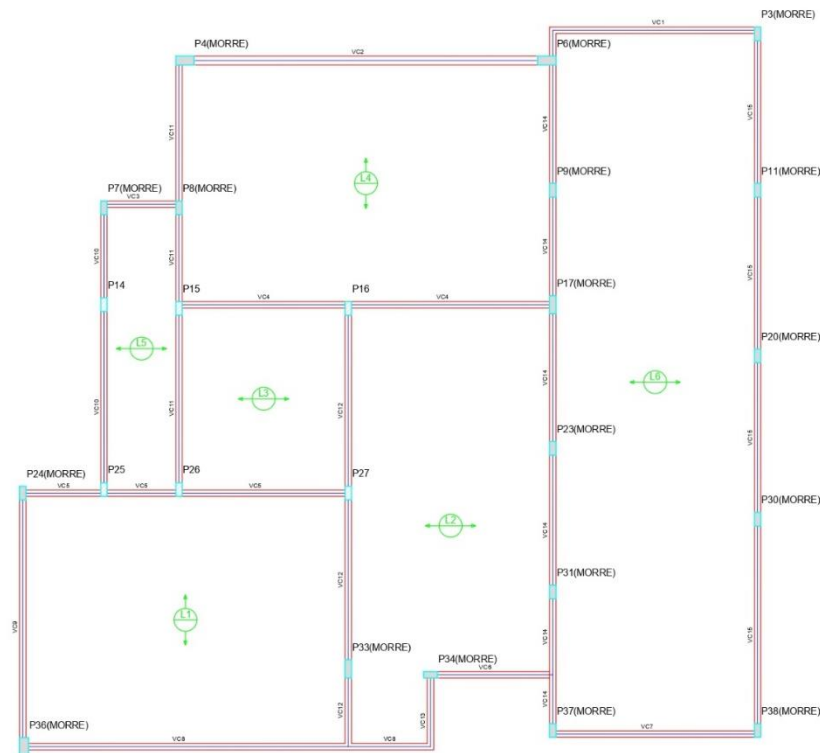 P3(MORRE)
VC1
P4(MORRE)
VC2
P6(MORRE)
VC11
VC14
VC15
L4
P7(MORRE)
P8(MORRE)
P9(MORRE)
P11(MORRE)
VC3
VC10
VC11
VC14
VC15
P14
P15
P16
P17(MORRE)
VC4
VC4
P20(MORRE)
L5
L3
L6
VC14
VC10
VC11
VC12
P23(MORRE)
VC15
P24(MORRE)
P25
P26
P27
VC5
VC5
VC5
P30(MORRE)
L2
VC14
VC12
P31(MORRE)
L1
VC9
VC14
VC15
P33(MORRE)
P34(MORRE)
VC6
VC12
VC13
VC14
P36(MORRE)
P37(MORRE)
P38(MORRE)
VC7
VC8
VC8